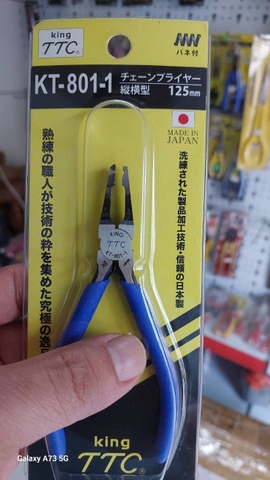 king
TTC®
バネ付
KT-801-1
チェーンプライヤー
縦横型 125mm
MADE IN
JAPAN
洗練された製品加工技術・信頼の日本製
熟練の職人が技術の粋を集めた究極の逸
KING
TTC
KT-801-
king
TTC®
Galaxy A73 5G